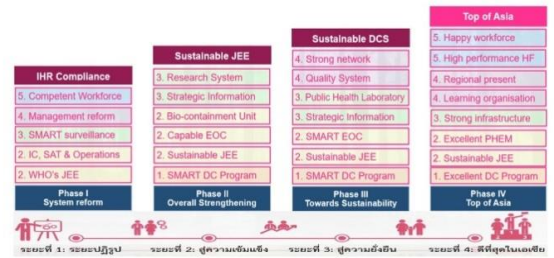 IHR Compliance
5. Competent Workforce
4. Management reform
3. SMART surveillance
2. IC, SAT & Operations
2. WHO's JEE
Phase I
System reform
Sustainable JEE
3. Research System
3. Strategic Information
2. Bio-containment Unit
2. Capable EOC
2. Sustainable JEE
1. SMART DC Program
Phase II
Overall Strengthening
Sustainable DCS
4. Strong network
4. Quality System
3. Public Health Laboratory
3. Strategic Information
2. SMART EOC
2. Sustainable JEE
1. SMART DC Program
Phase III
Towards Sustainability
Top of Asia
5. Happy workforce
5. High performance HF
4. Regional present
4. Learning organisation
3. Strong infrastructure
2. Excellent PHEM
2. Sustainable JEE
1. Excellent DC Program
Phase IV
Top of Asia
ระยะที่ 1: ระยะปฏิรูป
ระยะที่ 2: สู่ความเข้มแข็ง
ระยะที่ 3: สู่ความยั่งยืน
ระยะที่ 4: ดีที่สุดในเอเชีย